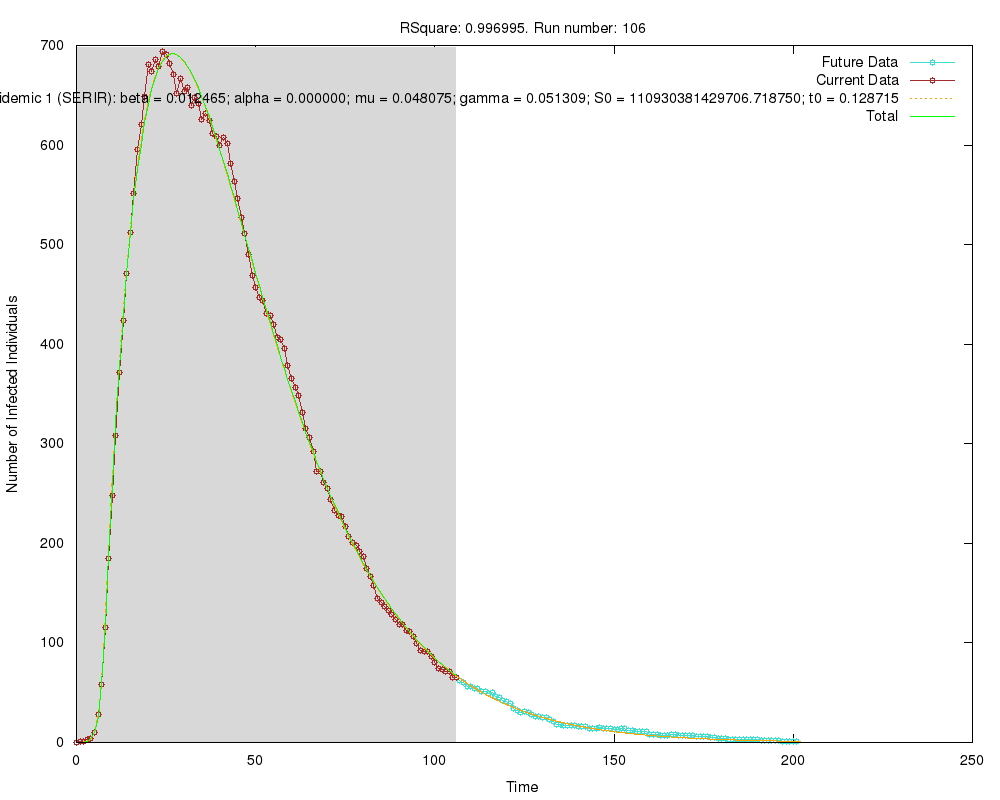 RSquare: 0.996995. Run number: 106
700
600
500
400
300
200
100
0
Number of Infected Individuals
Future Data
Current Data
idemic 1 (SERIR): beta = 0.012465; alpha = 0.000000; mu = 0.048075; gamma = 0.051309; S0 = 110930381429706.718750; t0 = 0.128715
Total
0 50 100 150 200 250
Time